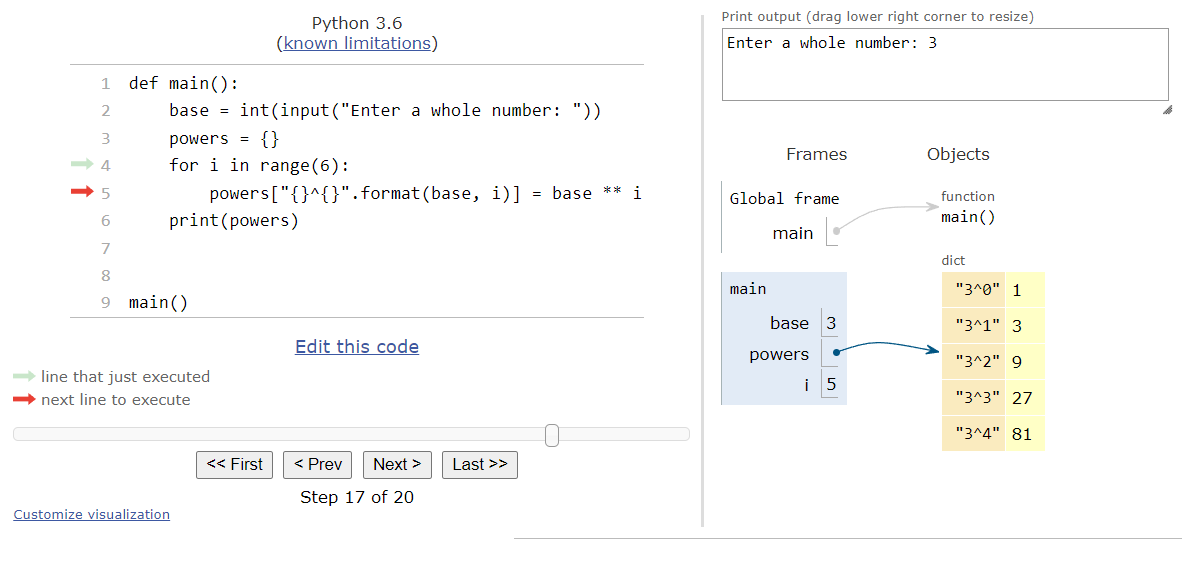 Python 3.6
(known limitations)
1 def main():
2     base = int(input("Enter a whole number: "))
3     powers = {}
4     for i in range(6):
5         powers["{}^{}".format(base, i)] = base ** i
6     print(powers)
7
8
9 main()
Edit this code
line that just executed
next line to execute
<< First < Prev Next > Last >>
Step 17 of 20
Customize visualization
Print output (drag lower right corner to resize)
Enter a whole number: 3
Frames Objects
Global frame
main
function
main()
main
base 3
powers
i 5
dict
"3^0" 1
"3^1" 3
"3^2" 9
"3^3" 27
"3^4" 81